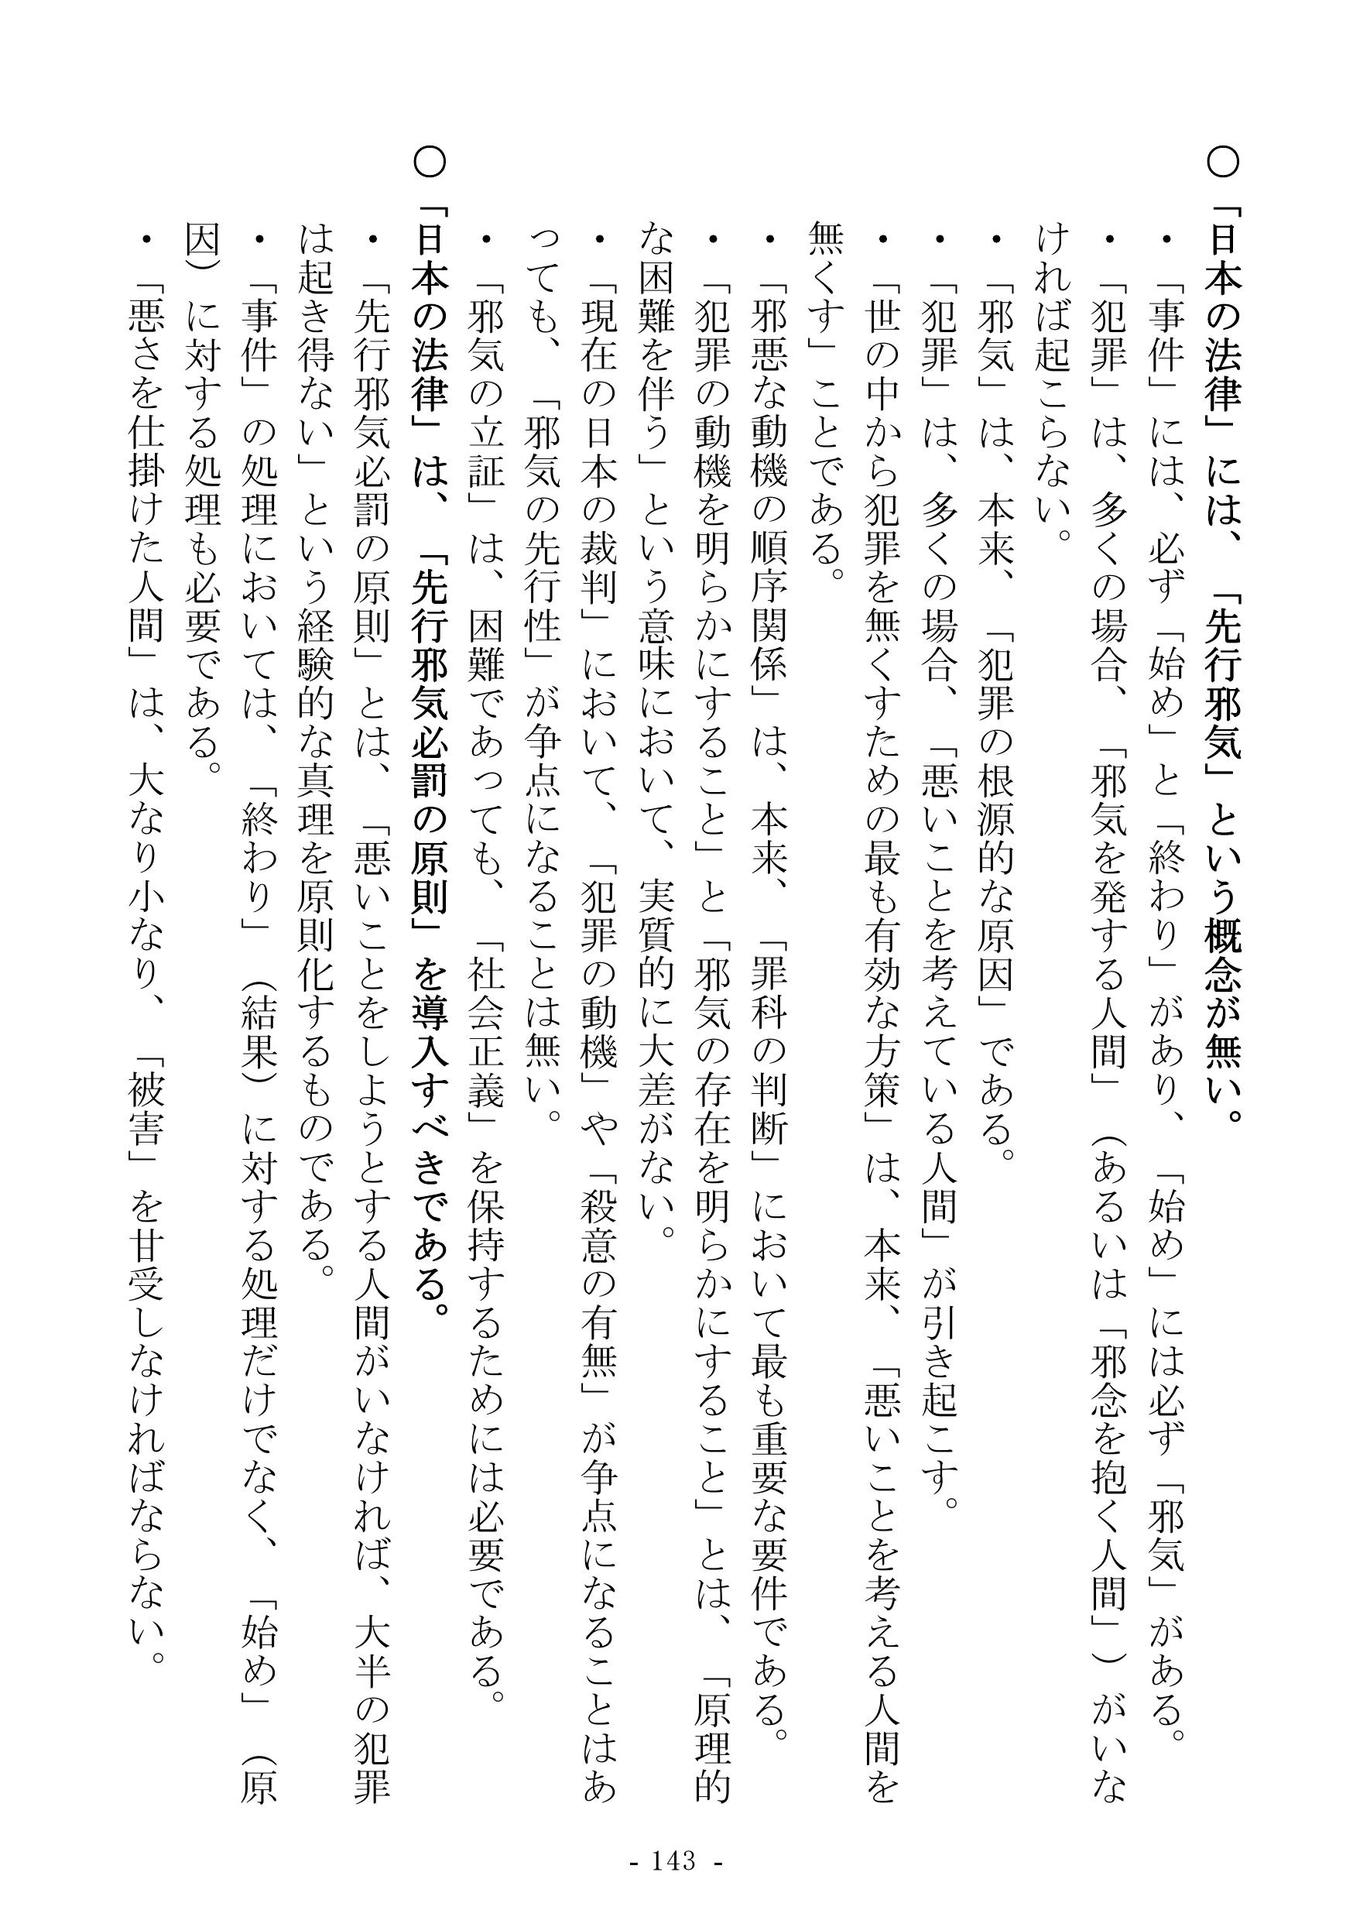 〇「日本の法律」には、「先行邪気」という概念が無い。
・「事件」には、必ず「始め」と「終わり」があり、「始め」には必ず「邪気」がある。
・「犯罪」は、多くの場合、「邪気を発する人間」（あるいは「邪念を抱く人間」）がいな
ければ起こらない。
・「邪気」は、本来、「犯罪の根源的な原因」である。
・「犯罪」は、多くの場合、「悪いことを考えている人間」が引き起こす。
・「世の中から犯罪を無くすための最も有効な方策」は、本来、「悪いことを考える人間を
無くす」ことである。
・「邪悪な動機の順序関係」は、本来、「罪科の判断」において最も重要な要件である。
・「犯罪の動機を明らかにすること」と「邪気の存在を明らかにすること」とは、「原理的
な困難を伴う」という意味において、実質的に大差がない。
・「現在の日本の裁判」において、「犯罪の動機」や「殺意の有無」が争点になることはあ
っても、「邪気の先行性」が争点になることは無い。
・「邪気の立証」は、困難であっても、「社会正義」を保持するためには必要である。
〇「日本の法律」は、「先行邪気必罰の原則」を導入すべきである。
・「先行邪気必罰の原則」とは、「悪いことをしようとする人間がいなければ、大半の犯罪
は起き得ない」という経験的な真理を原則化するものである。
・「事件」の処理においては、「終わり」（結果）に対する処理だけでなく、「始め」（原
因）に対する処理も必要である。
・「悪さを仕掛けた人間」は、大なり小なり、「被害」を甘受しなければならない。
- 143 -